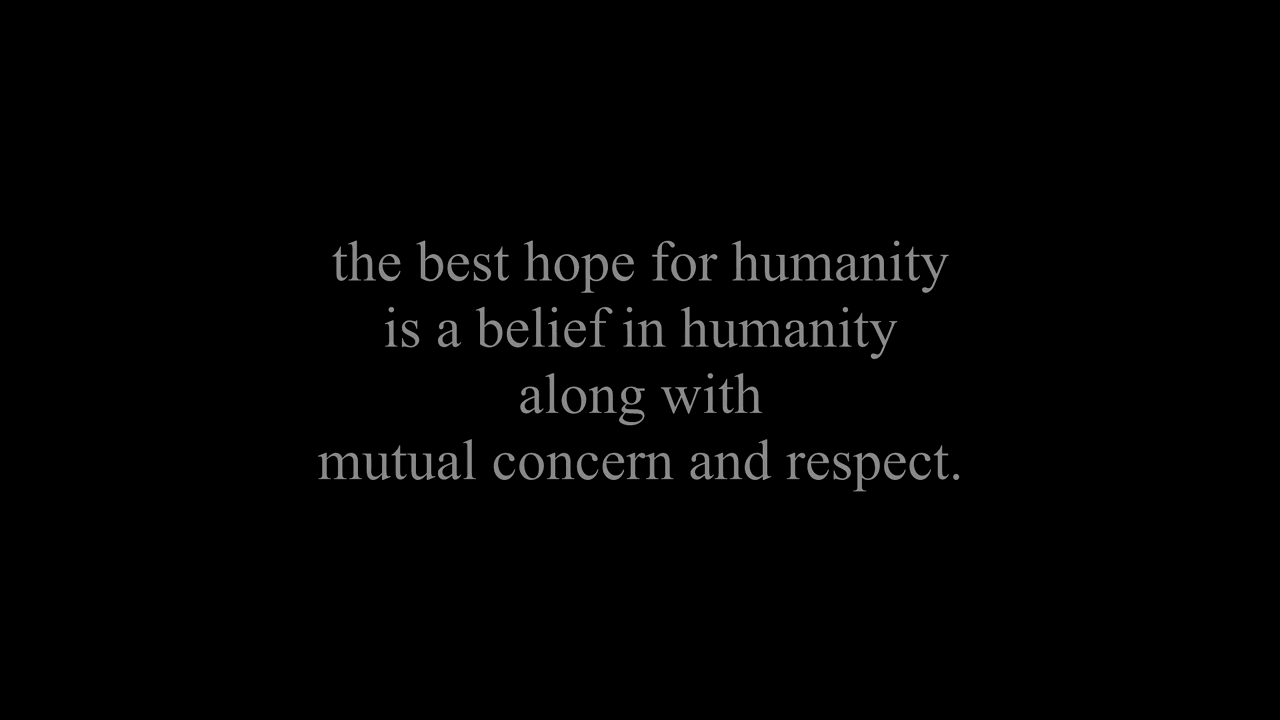 the best hope for humanity
is a belief in humanity
along with
mutual concern and respect.